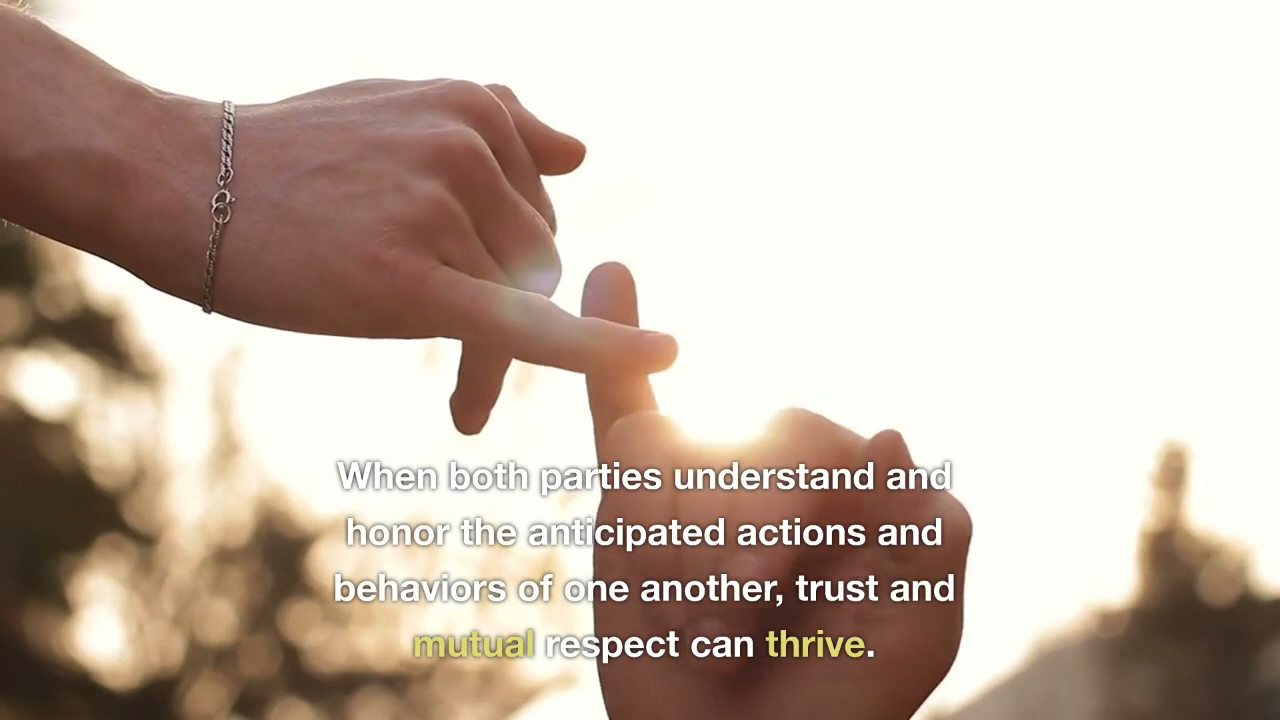 When both parties understand and
honor the anticipated actions and
behaviors of one another, trust and
mutual respect can thrive.